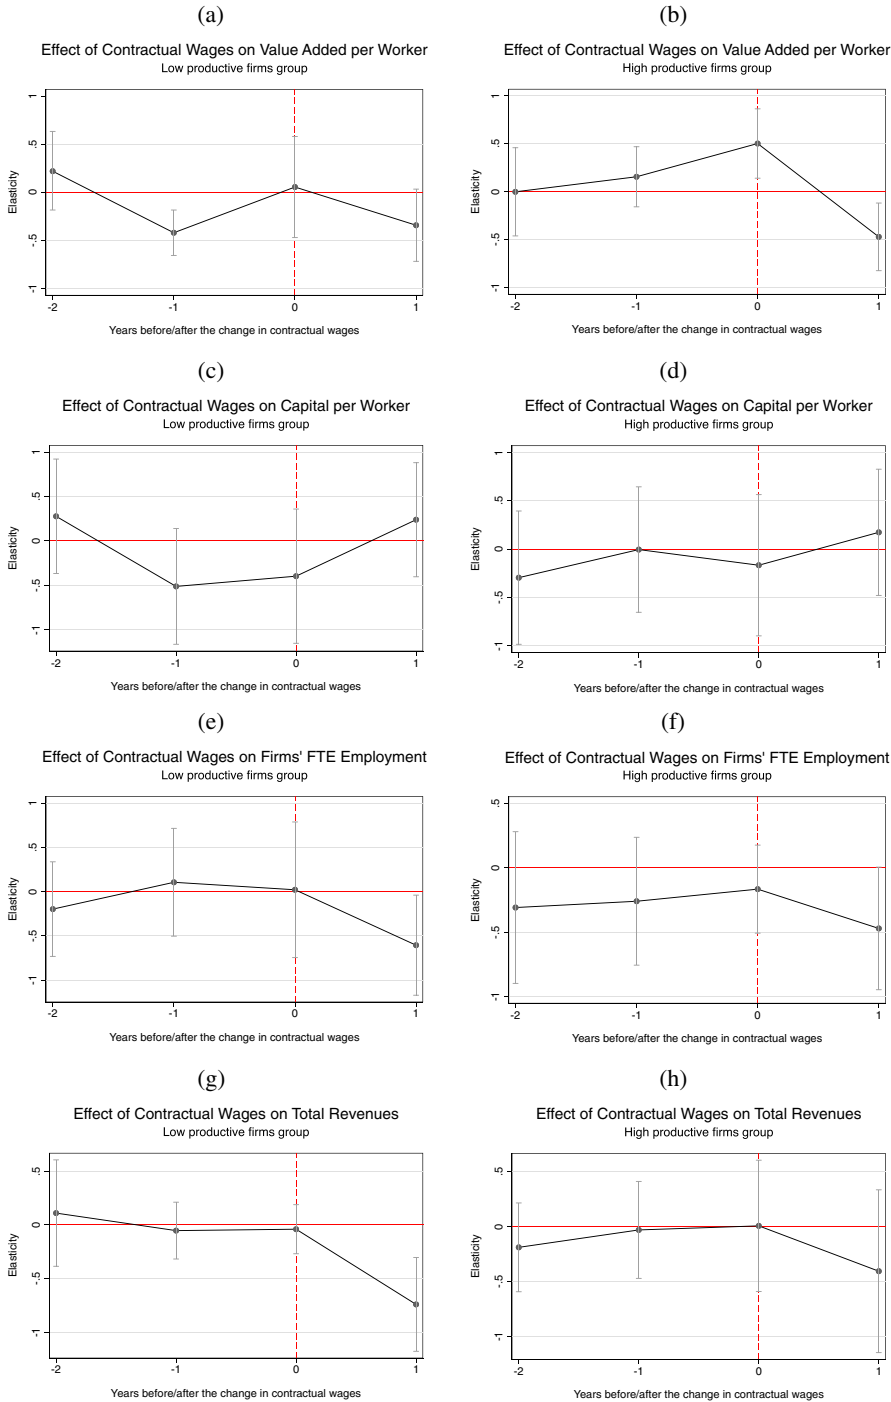 (a)
Effect of Contractual Wages on Value Added per Worker
Low productive firms group
Elasticity
1
.5
0
-.5
-1
-2 -1 0 1
Years before/after the change in contractual wages
(b)
Effect of Contractual Wages on Value Added per Worker
High productive firms group
Elasticity
1
.5
0
-.5
-1
-2 -1 0 1
Years before/after the change in contractual wages
(c)
Effect of Contractual Wages on Capital per Worker
Low productive firms group
Elasticity
1
.5
0
-.5
-1
-2 -1 0 1
Years before/after the change in contractual wages
(d)
Effect of Contractual Wages on Capital per Worker
High productive firms group
Elasticity
1
.5
0
-.5
-1
-2 -1 0 1
Years before/after the change in contractual wages
(e)
Effect of Contractual Wages on Firms' FTE Employment
Low productive firms group
Elasticity
1
.5
0
-.5
-1
-2 -1 0 1
Years before/after the change in contractual wages
(f)
Effect of Contractual Wages on Firms' FTE Employment
High productive firms group
Elasticity
.5
0
-.5
-1
-2 -1 0 1
Years before/after the change in contractual wages
(g)
Effect of Contractual Wages on Total Revenues
Low productive firms group
Elasticity
.5
0
-.5
-1
-2 -1 0 1
Years before/after the change in contractual wages
(h)
Effect of Contractual Wages on Total Revenues
High productive firms group
Elasticity
.5
0
-.5
-1
-2 -1 0 1
Years before/after the change in contractual wages